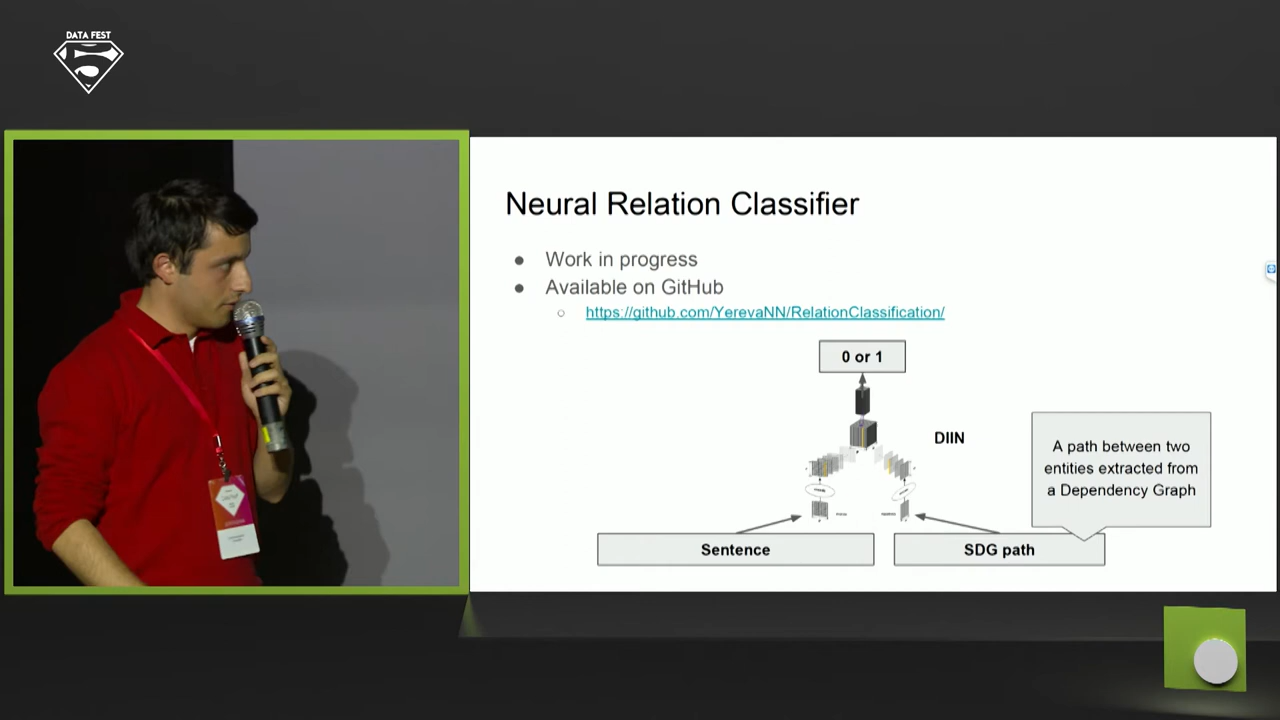 DATA FEST
Neural Relation Classifier
Work in progress
Available on GitHub
https://github.com/YerevaNN/RelationClassification/
0 or 1
DIIN
A path between two
entities extracted from
a Dependency Graph
Sentence
SDG path